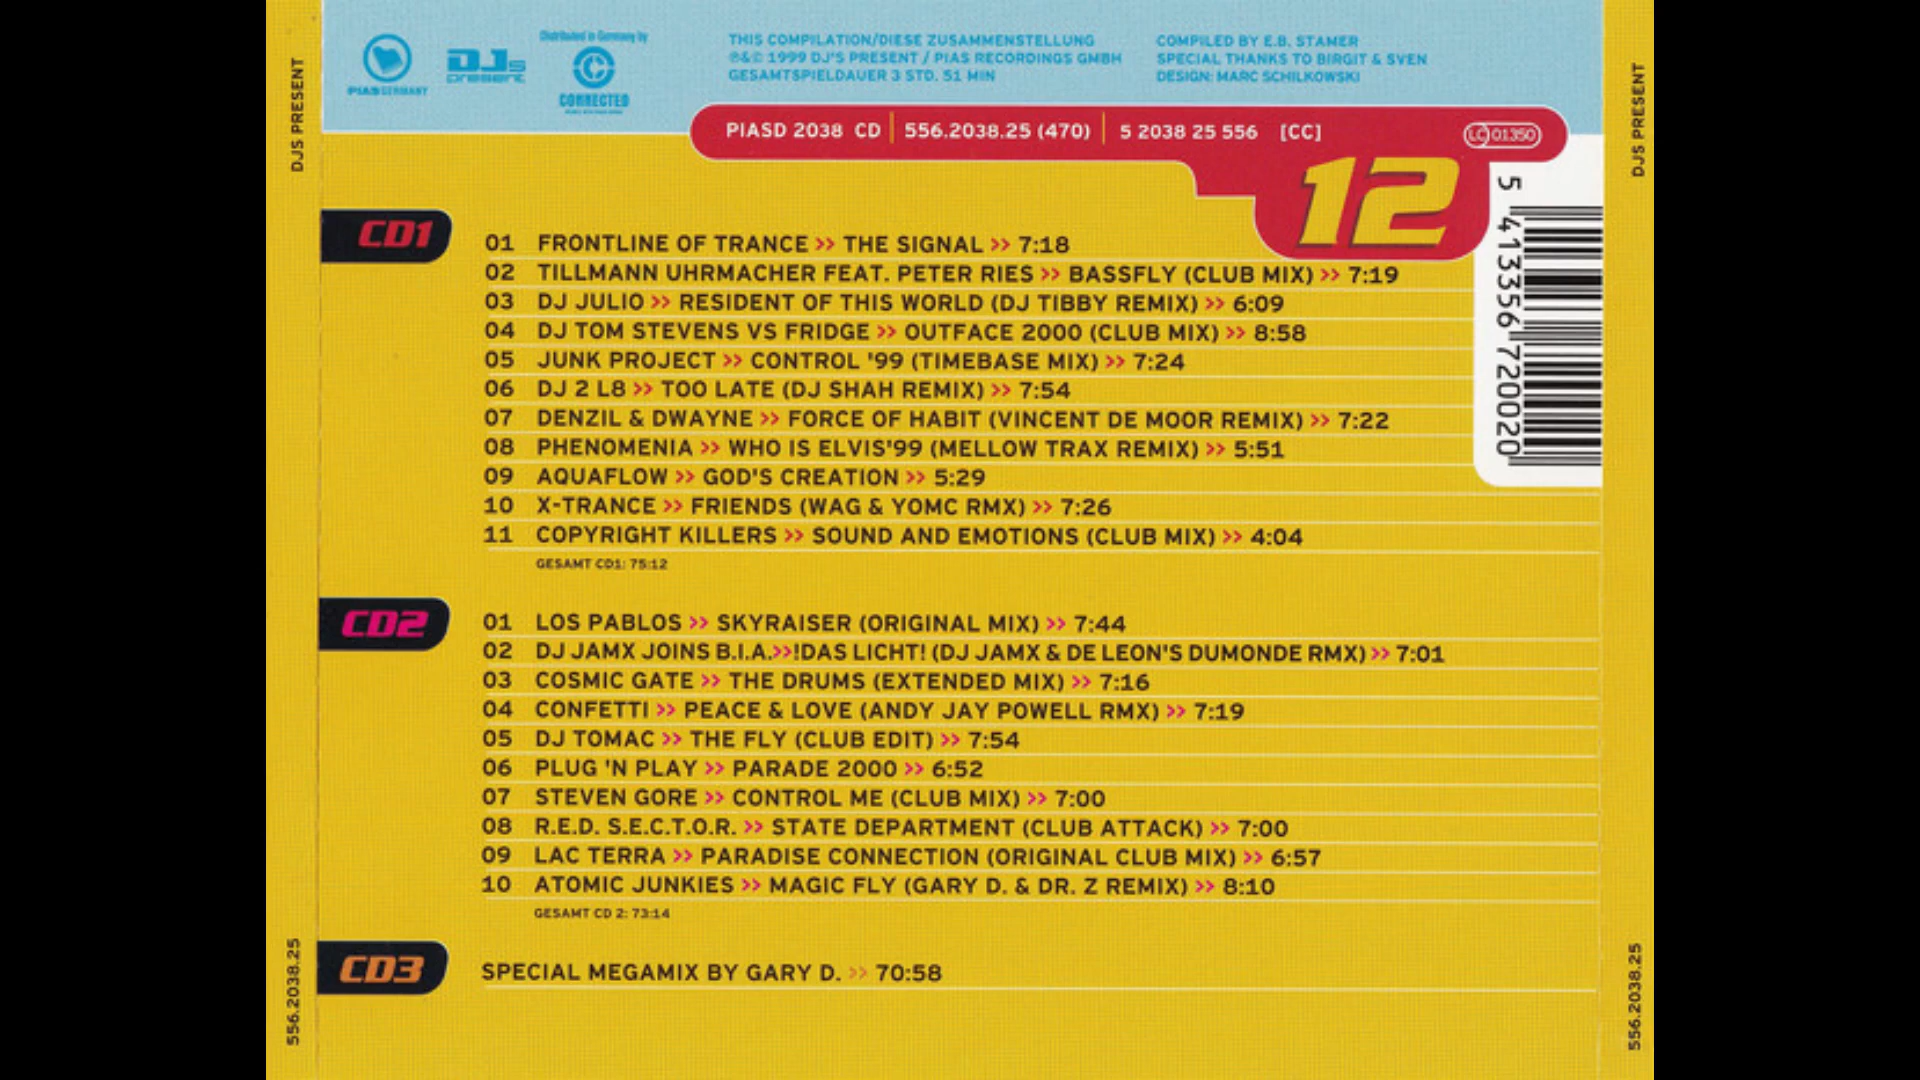 Distributed in Germany by
PIAS GERMANY
DJs present
CONNECTED
THIS COMPILATION/DIESE ZUSAMMENSTELLUNG
℗&© 1999 DJ'S PRESENT / PIAS RECORDINGS GMBH
GESAMTSPIELDAUER 3 STD. 51 MIN
COMPILED BY E.B. STAMER
SPECIAL THANKS TO BIRGIT & SVEN
DESIGN: MARC SCHILKOWSKI
DJS PRESENT
DJS PRESENT
PIASD 2038 CD | 556.2038.25 (470) | 5 2038 25 556 [CC]
LC 01350
12
5 413356 720020
CD1
01 FRONTLINE OF TRANCE >> THE SIGNAL >> 7:18
02 TILLMANN UHRMACHER FEAT. PETER RIES >> BASSFLY (CLUB MIX) >> 7:19
03 DJ JULIO >> RESIDENT OF THIS WORLD (DJ TIBBY REMIX) >> 6:09
04 DJ TOM STEVENS VS FRIDGE >> OUTFACE 2000 (CLUB MIX) >> 8:58
05 JUNK PROJECT >> CONTROL '99 (TIMEBASE MIX) >> 7:24
06 DJ 2 L8 >> TOO LATE (DJ SHAH REMIX) >> 7:54
07 DENZIL & DWAYNE >> FORCE OF HABIT (VINCENT DE MOOR REMIX) >> 7:22
08 PHENOMENIA >> WHO IS ELVIS'99 (MELLOW TRAX REMIX) >> 5:51
09 AQUAFLOW >> GOD'S CREATION >> 5:29
10 X-TRANCE >> FRIENDS (WAG & YOMC RMX) >> 7:26
11 COPYRIGHT KILLERS >> SOUND AND EMOTIONS (CLUB MIX) >> 4:04
GESAMT CD1: 75:12
CD2
01 LOS PABLOS >> SKYRAISER (ORIGINAL MIX) >> 7:44
02 DJ JAMX JOINS B.I.A.>>!DAS LICHT! (DJ JAMX & DE LEON'S DUMONDE RMX) >> 7:01
03 COSMIC GATE >> THE DRUMS (EXTENDED MIX) >> 7:16
04 CONFETTI >> PEACE & LOVE (ANDY JAY POWELL RMX) >> 7:19
05 DJ TOMAC >> THE FLY (CLUB EDIT) >> 7:54
06 PLUG 'N PLAY >> PARADE 2000 >> 6:52
07 STEVEN GORE >> CONTROL ME (CLUB MIX) >> 7:00
08 R.E.D. S.E.C.T.O.R. >> STATE DEPARTMENT (CLUB ATTACK) >> 7:00
09 LAC TERRA >> PARADISE CONNECTION (ORIGINAL CLUB MIX) >> 6:57
10 ATOMIC JUNKIES >> MAGIC FLY (GARY D. & DR. Z REMIX) >> 8:10
GESAMT CD 2: 73:14
CD3
SPECIAL MEGAMIX BY GARY D. >> 70:58
556.2038.25
556.2038.25